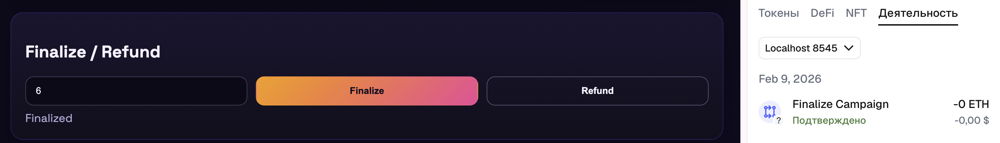 Finalize / Refund
6
Finalize
Refund
Finalized
Токены DeFi NFT Деятельность
Localhost 8545
Feb 9, 2026
Finalize Campaign
-0 ETH
?
Подтверждено
-0,00 $